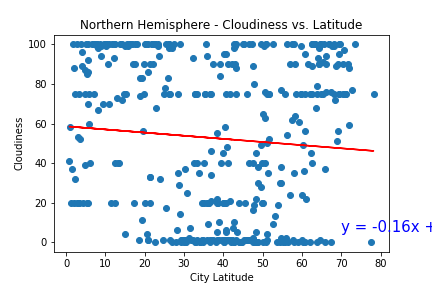 Northern Hemisphere - Cloudiness vs. Latitude
100
80
60
40
20
0
Cloudiness
y = -0.16x +
0 10 20 30 40 50 60 70 80
City Latitude